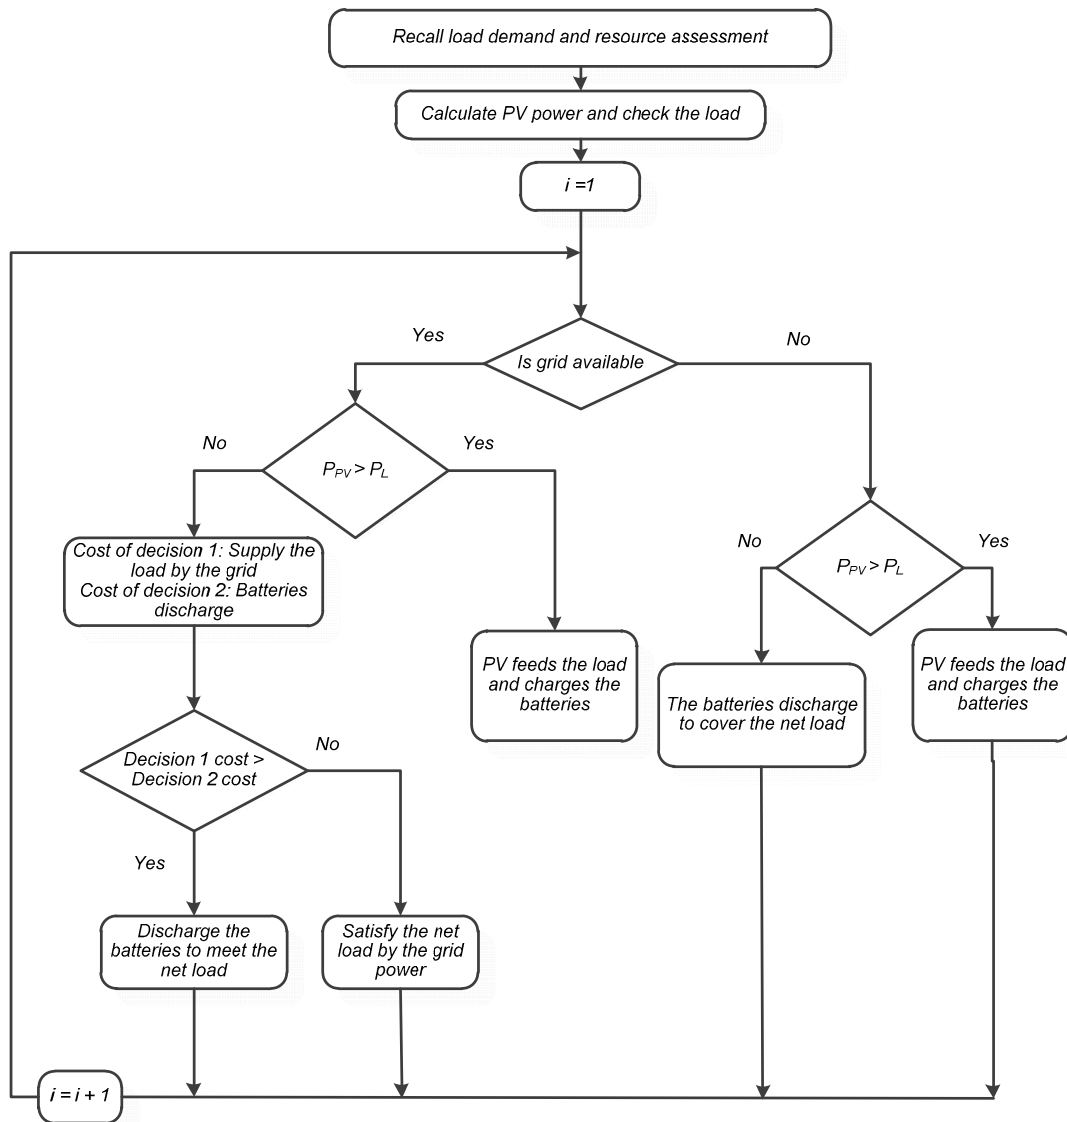 Recall load demand and resource assessment
Calculate PV power and check the load
i =1
Yes
No
Is grid available
No
Yes
P_PV > P_L
No
Yes
P_PV > P_L
Cost of decision 1: Supply the
load by the grid
Cost of decision 2: Batteries
discharge
PV feeds the load
and charges the
batteries
The batteries discharge
to cover the net load
PV feeds the load
and charges the
batteries
No
Decision 1 cost >
Decision 2 cost
Yes
Discharge the
batteries to meet the
net load
Satisfy the net
load by the grid
power
i = i + 1